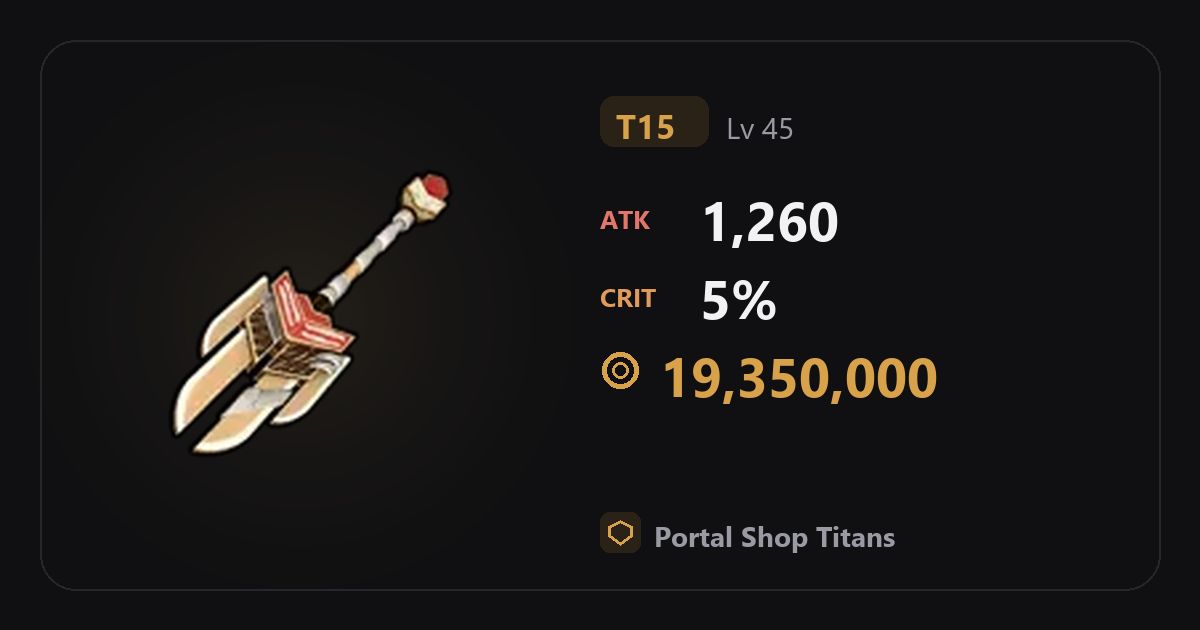 T15 Lv 45
ATK 1,260
CRIT 5%
19,350,000
Portal Shop Titans